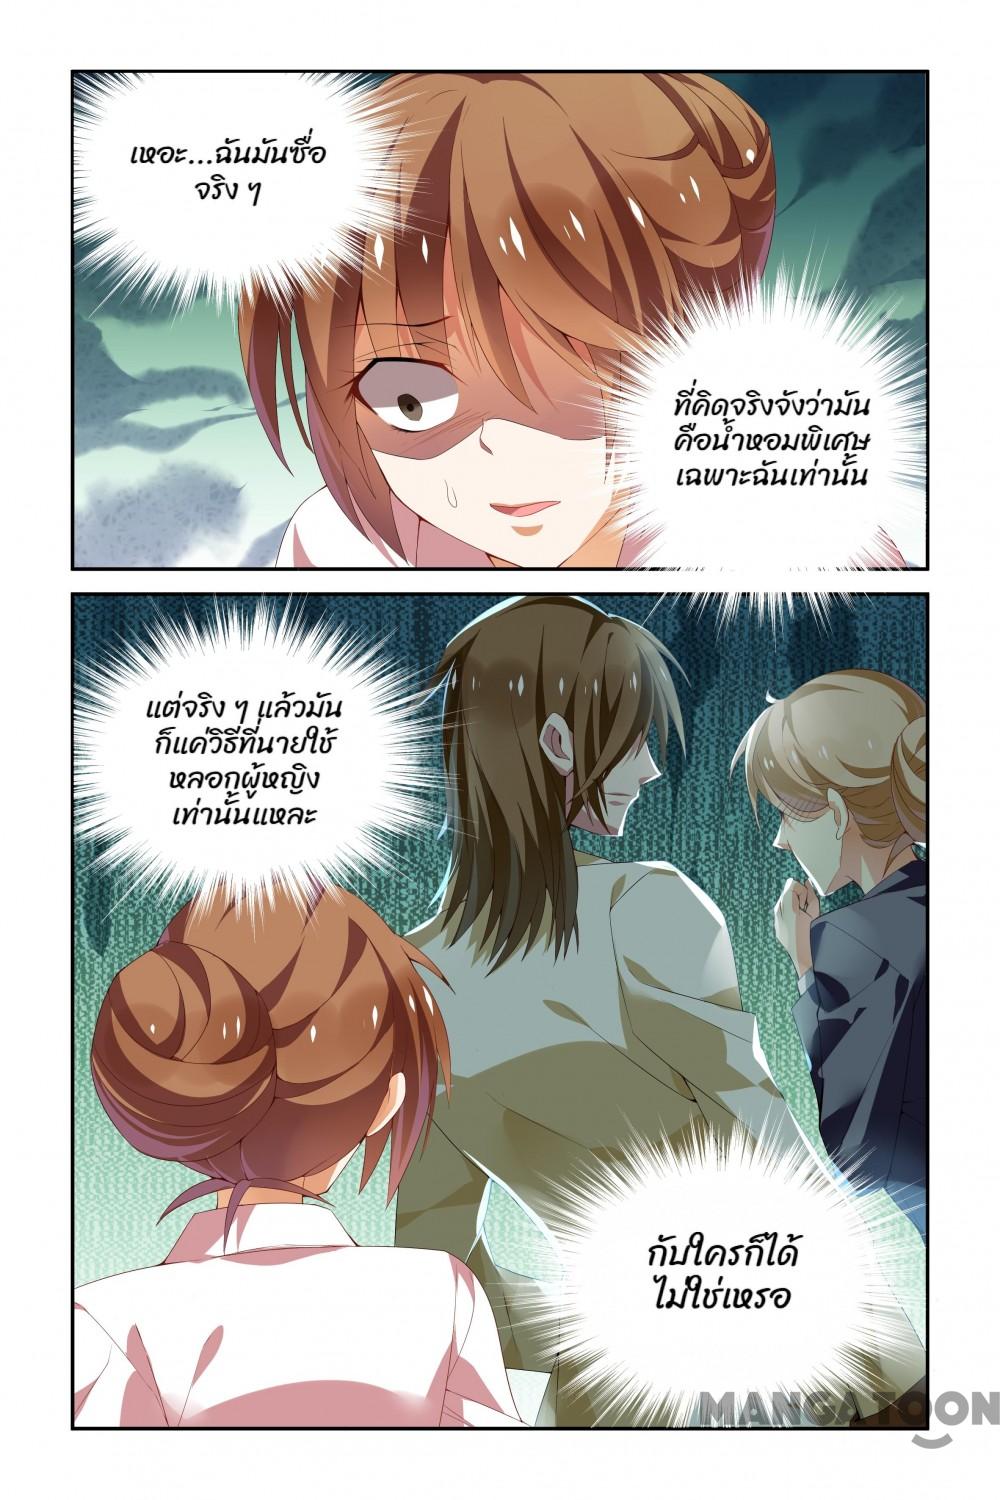 เหอะ...ฉันมันซื่อ
จริง ๆ
ที่คิดจริงจังว่ามัน
คือน้ำหอมพิเศษ
เฉพาะฉันเท่านั้น
แต่จริง ๆ แล้วมัน
ก็แค่วิธีที่นายใช้
หลอกผู้หญิง
เท่านั้นแหละ
กับใครก็ได้
ไม่ใช่เหรอ
MANGATOON